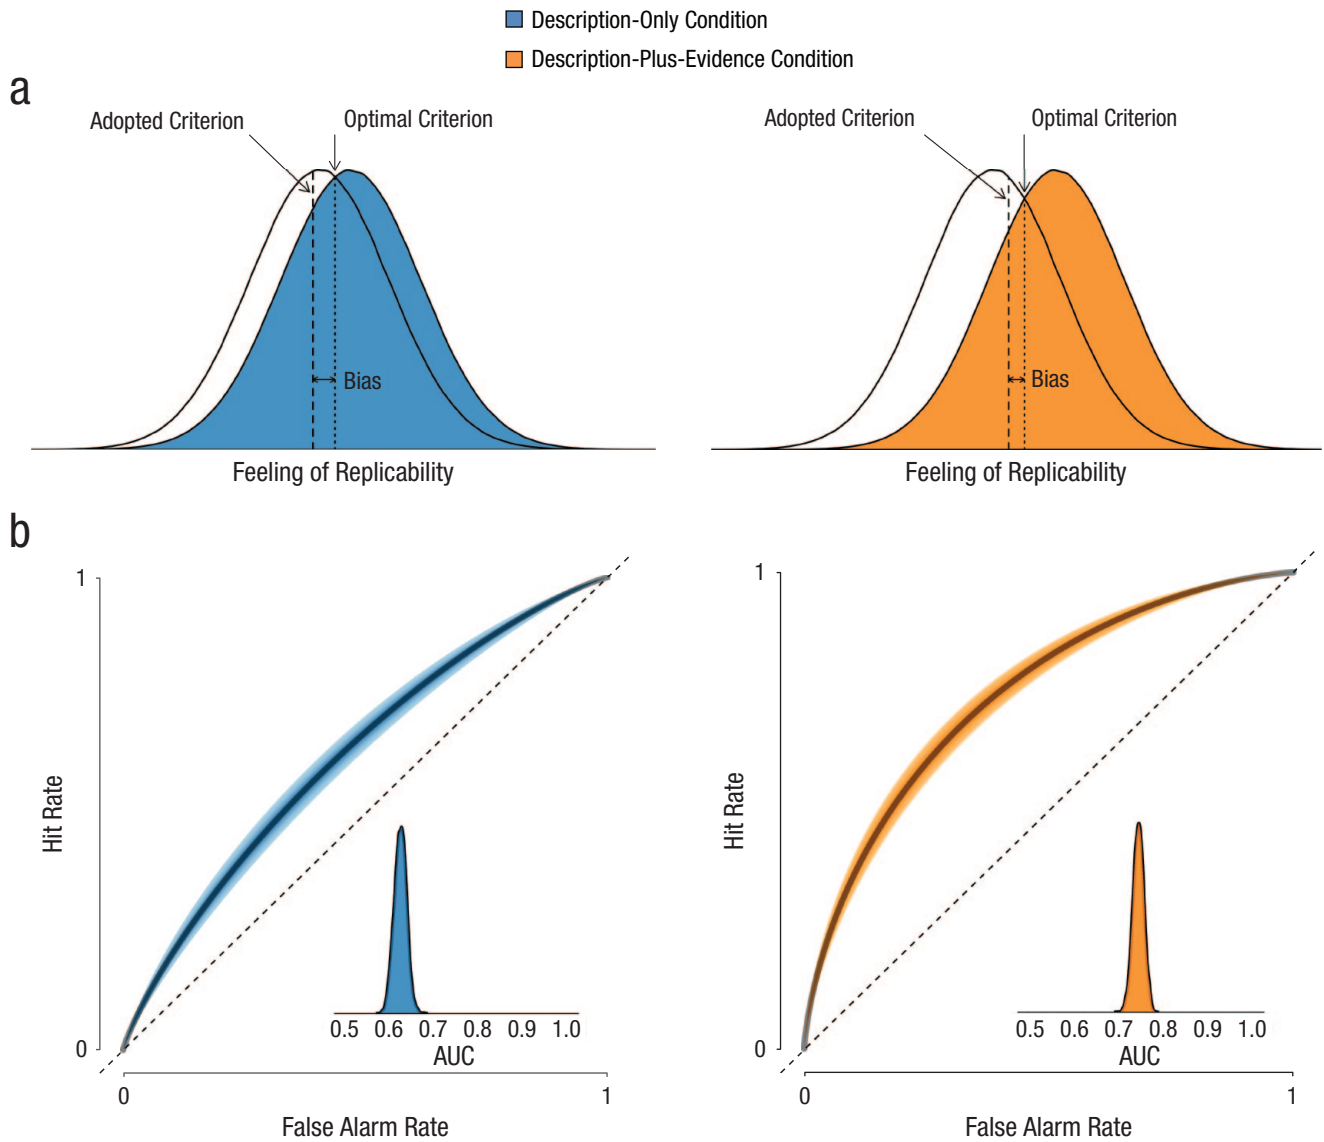 Description-Only Condition
Description-Plus-Evidence Condition
a
Adopted Criterion
Optimal Criterion
Bias
Feeling of Replicability
Adopted Criterion
Optimal Criterion
Bias
Feeling of Replicability
b
1
Hit Rate
0
0.5 0.6 0.7 0.8 0.9 1.0
AUC
0 1
False Alarm Rate
1
Hit Rate
0
0.5 0.6 0.7 0.8 0.9 1.0
AUC
0 1
False Alarm Rate